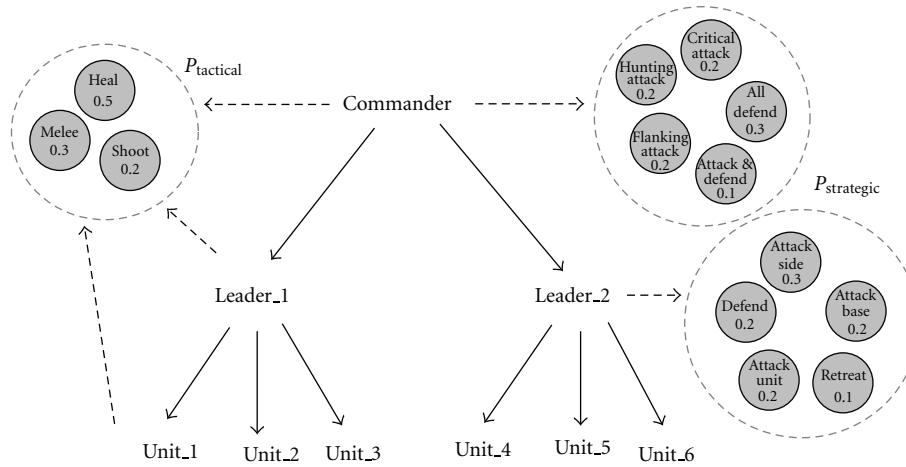 P tactical
Heal
0.5
Melee
0.3
Shoot
0.2
Commander
Critical
attack
0.2
Hunting
attack
0.2
All
defend
0.3
Flanking
attack
0.2
Attack &
defend
0.1
P strategic
Leader_1
Leader_2
Attack
side
0.3
Defend
0.2
Attack
base
0.2
Attack
unit
0.2
Retreat
0.1
Unit_1
Unit_2
Unit_3
Unit_4
Unit_5
Unit_6